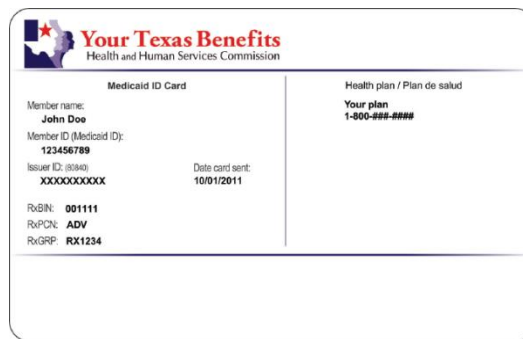 Your Texas Benefits
Health and Human Services Commission
Medicaid ID Card
Member name:
John Doe
Member ID (Medicaid ID):
123456789
Issuer ID: (80840)
XXXXXXXXXX
Date card sent:
10/01/2011
RxBIN: 001111
RxPCN: ADV
RxGRP: RX1234
Health plan / Plan de salud
Your plan
1-800-###-####